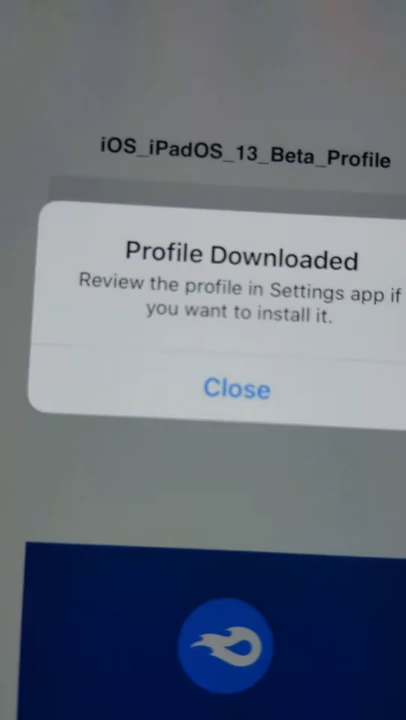 iOS_iPadOS_13_Beta_Profile
Profile Downloaded
Review the profile in Settings app if
you want to install it.
Close